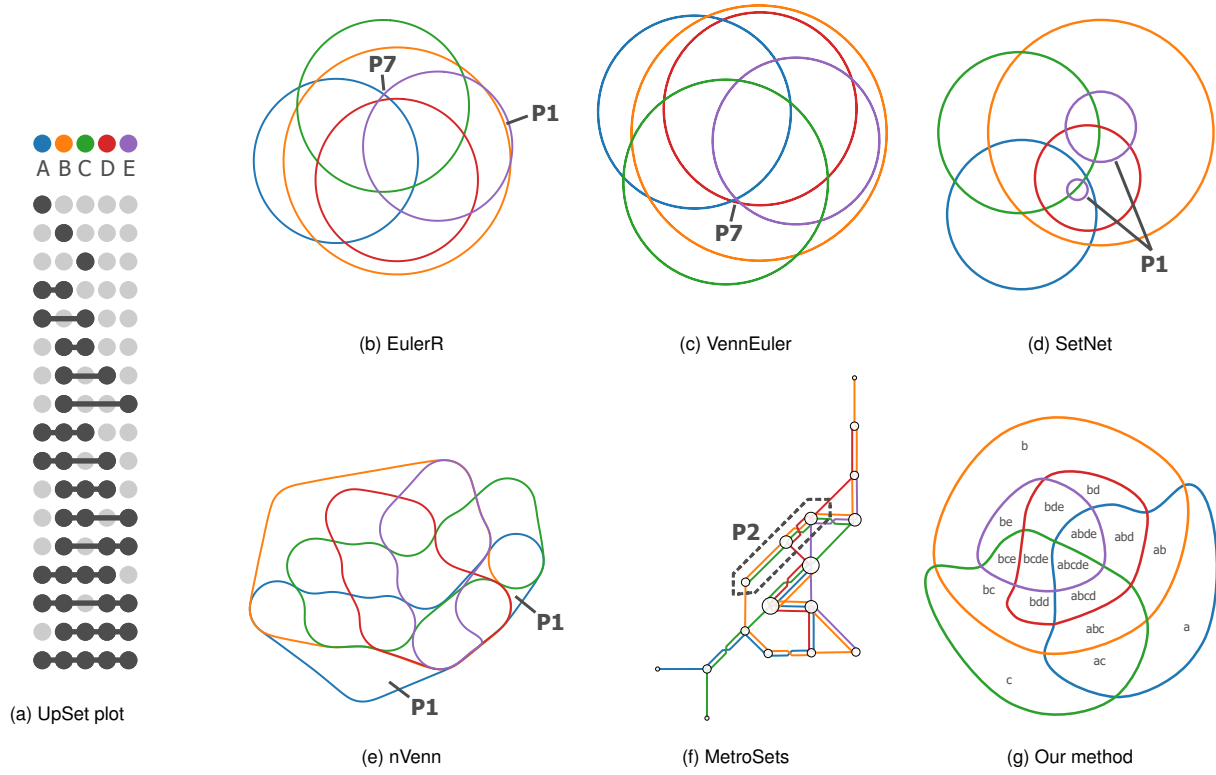 A B C D E
(a) UpSet plot
P7
P1
(b) EulerR
P7
(c) VennEuler
P1
(d) SetNet
P1
P1
(e) nVenn
P2
(f) MetroSets
b
bd
bde
be
abde
abd
ab
bce
bcde
abcde
bc
bdd
abcd
abc
a
ac
c
(g) Our method